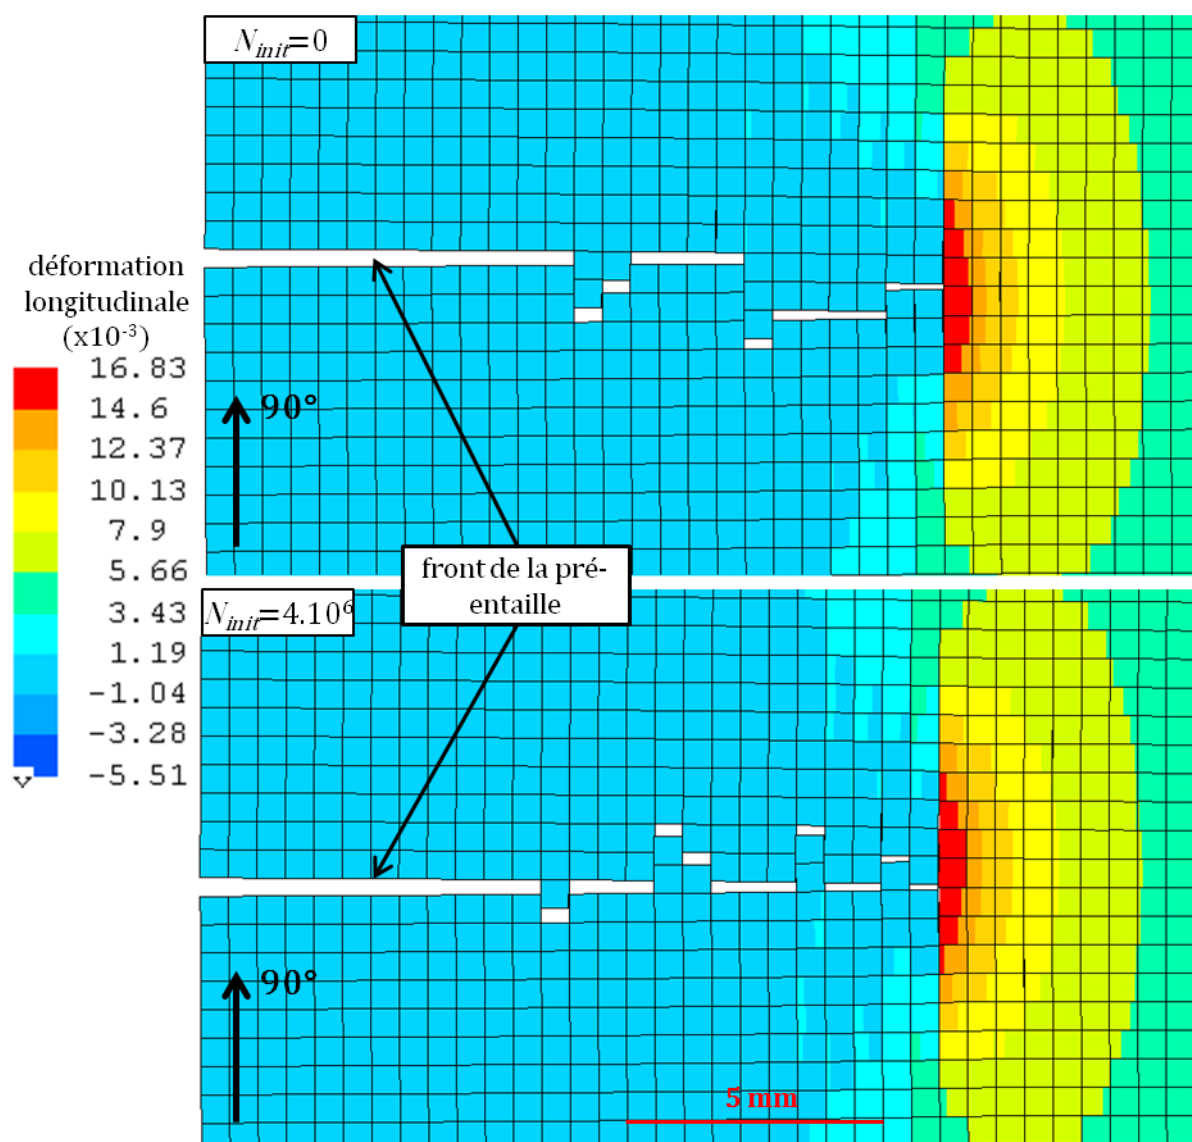 N_init=0
déformation
longitudinale
(x10⁻³)
16.83
14.6
12.37
10.13
7.9
5.66
3.43
1.19
-1.04
-3.28
-5.51
90°
front de la pré-
entaille
N_init=4.10⁶
90°
5 mm